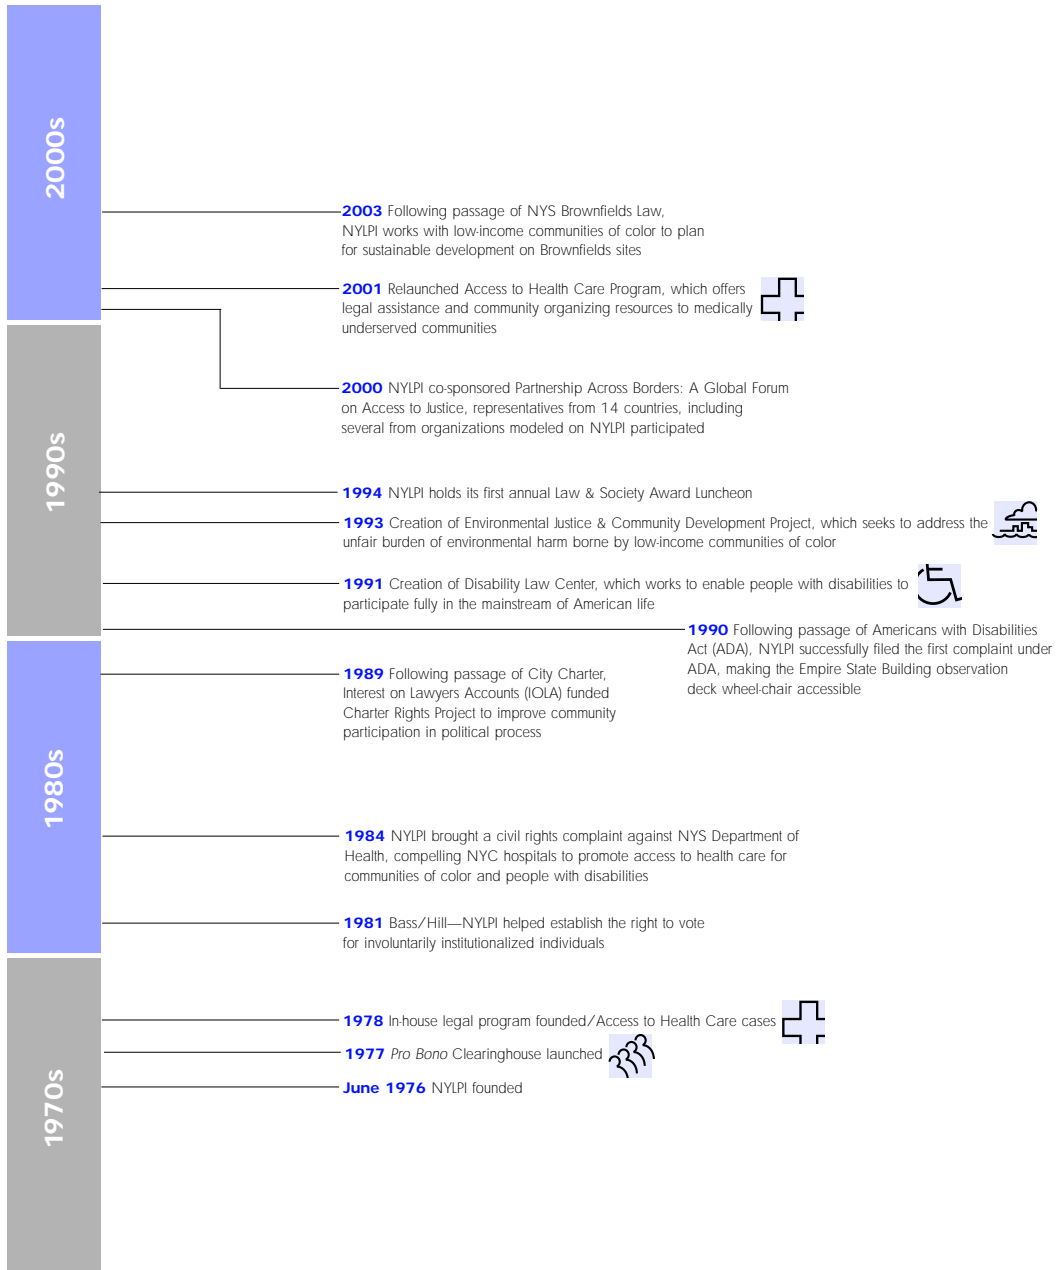 2000s
2003 Following passage of NYS Brownfields Law,
NYLPI works with low-income communities of color to plan
for sustainable development on Brownfields sites
2001 Relaunched Access to Health Care Program, which offers
legal assistance and community organizing resources to medically
underserved communities
2000 NYLPI co-sponsored Partnership Across Borders: A Global Forum
on Access to Justice, representatives from 14 countries, including
several from organizations modeled on NYLPI participated
1990s
1994 NYLPI holds its first annual Law & Society Award Luncheon
1993 Creation of Environmental Justice & Community Development Project, which seeks to address the
unfair burden of environmental harm borne by low-income communities of color
1991 Creation of Disability Law Center, which works to enable people with disabilities to
participate fully in the mainstream of American life
1990 Following passage of Americans with Disabilities
Act (ADA), NYLPI successfully filed the first complaint under
ADA, making the Empire State Building observation
deck wheel-chair accessible
1980s
1989 Following passage of City Charter,
Interest on Lawyers Accounts (IOLA) funded
Charter Rights Project to improve community
participation in political process
1984 NYLPI brought a civil rights complaint against NYS Department of
Health, compelling NYC hospitals to promote access to health care for
communities of color and people with disabilities
1981 Bass/Hill—NYLPI helped establish the right to vote
for involuntarily institutionalized individuals
1970s
1978 In-house legal program founded/Access to Health Care cases
1977 Pro Bono Clearinghouse launched
June 1976 NYLPI founded